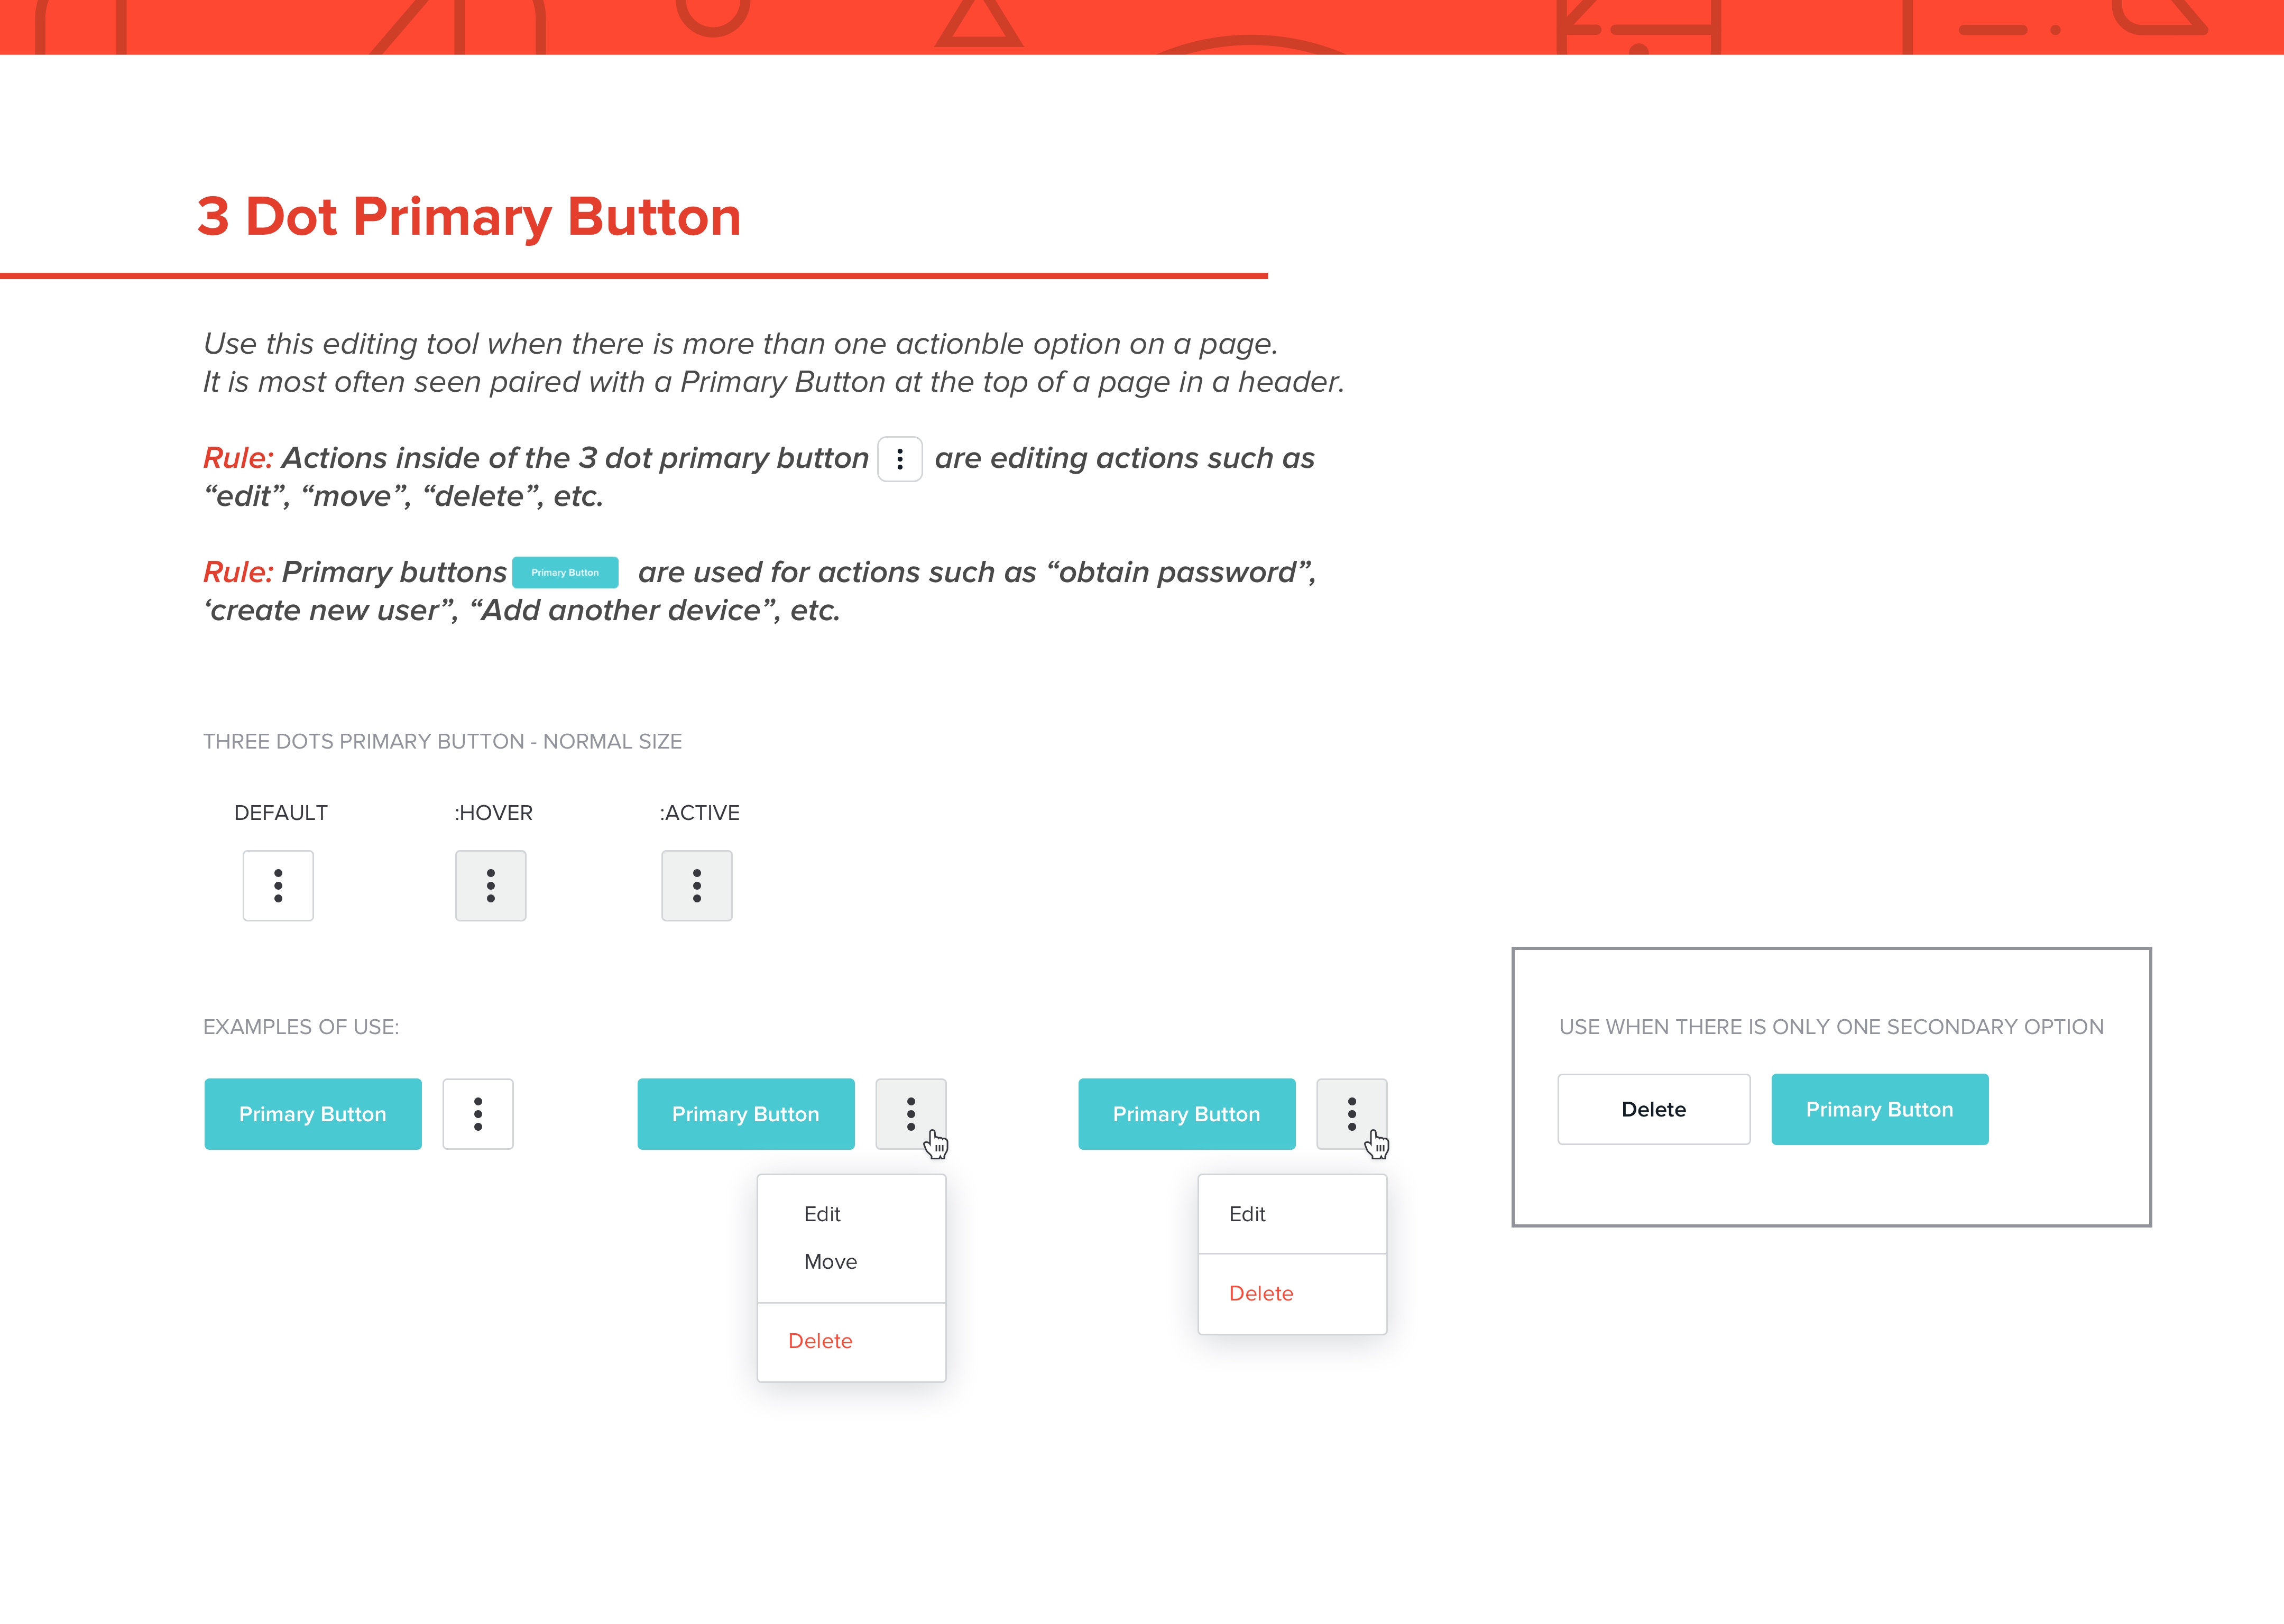 3 Dot Primary Button
Use this editing tool when there is more than one actionble option on a page.
It is most often seen paired with a Primary Button at the top of a page in a header.
Rule: Actions inside of the 3 dot primary button are editing actions such as
“edit”, “move”, “delete”, etc.
Rule: Primary buttons Primary Button are used for actions such as “obtain password”,
‘create new user”, “Add another device”, etc.
THREE DOTS PRIMARY BUTTON - NORMAL SIZE
DEFAULT :HOVER :ACTIVE
EXAMPLES OF USE:
Primary Button
Primary Button
Edit
Move
Delete
Primary Button
Edit
Delete
USE WHEN THERE IS ONLY ONE SECONDARY OPTION
Delete Primary Button